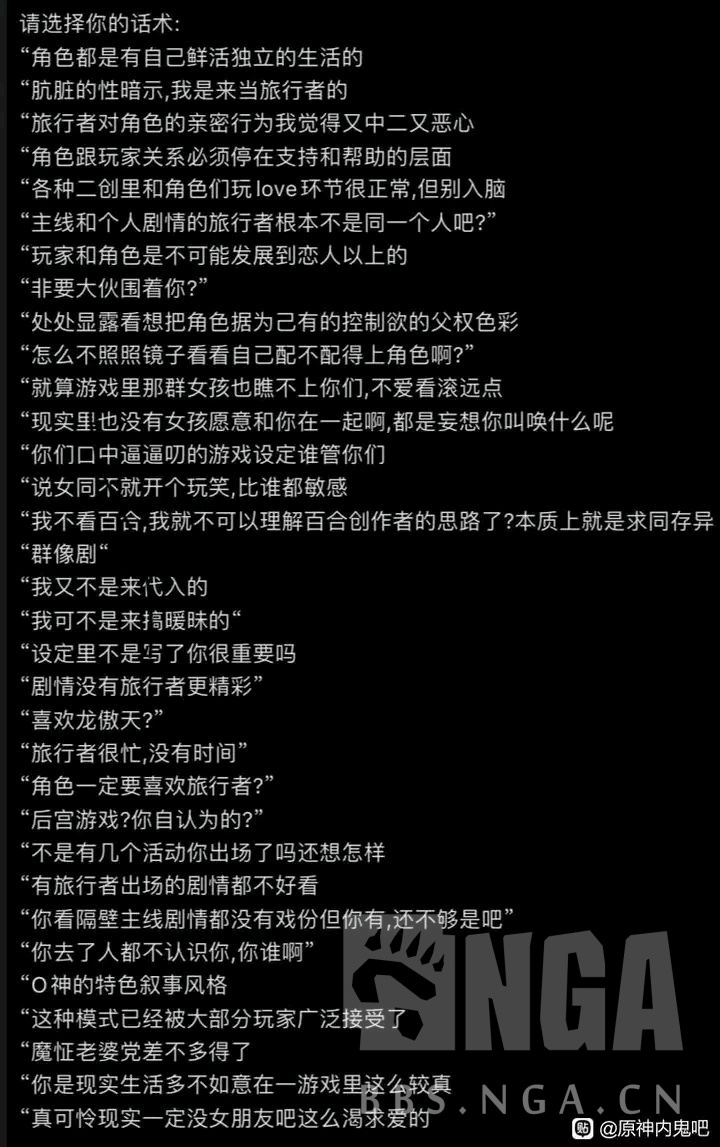 请选择你的话术:
“角色都是有自己鲜活独立的生活的
“肮脏的性暗示,我是来当旅行者的
“旅行者对角色的亲密行为我觉得又中二又恶心
“角色跟玩家关系必须停在支持和帮助的层面
“各种二创里和角色们玩love环节很正常,但别入脑
“主线和个人剧情的旅行者根本不是同一个人吧?”
“玩家和角色是不可能发展到恋人以上的
“非要大伙围着你?”
“处处显露看想把角色据为己有的控制欲的父权色彩
“怎么不照照镜子看看自己配不配得上角色啊?”
“就算游戏里那群女孩也瞧不上你们,不爱看滚远点
“现实里也没有女孩愿意和你在一起啊,都是妄想你叫唤什么呢
“你们口中逼逼叨的游戏设定谁管你们
“说女同不就开个玩笑,比谁都敏感
“我不看百合,我就不可以理解百合创作者的思路了?本质上就是求同存异
“群像剧“
“我又不是来代入的
“我可不是来搞暧昧的“
“设定里不是写了你很重要吗
“剧情没有旅行者更精彩”
“喜欢龙傲天?”
“旅行者很忙,没有时间”
“角色一定要喜欢旅行者?”
“后宫游戏?你自认为的?”
“不是有几个活动你出场了吗还想怎样
“有旅行者出场的剧情都不好看
“你看隔壁主线剧情都没有戏份但你有,还不够是吧”
“你去了人都不认识你,你谁啊”
“O神的特色叙事风格
“这种模式已经被大部分玩家广泛接受了
“魔怔老婆党差不多得了
“你是现实生活多不如意在一游戏里这么较真
“真可怜现实一定没女朋友吧这么渴求爱的
NGA
BBS.NGA.CN
贴 @原神内鬼吧